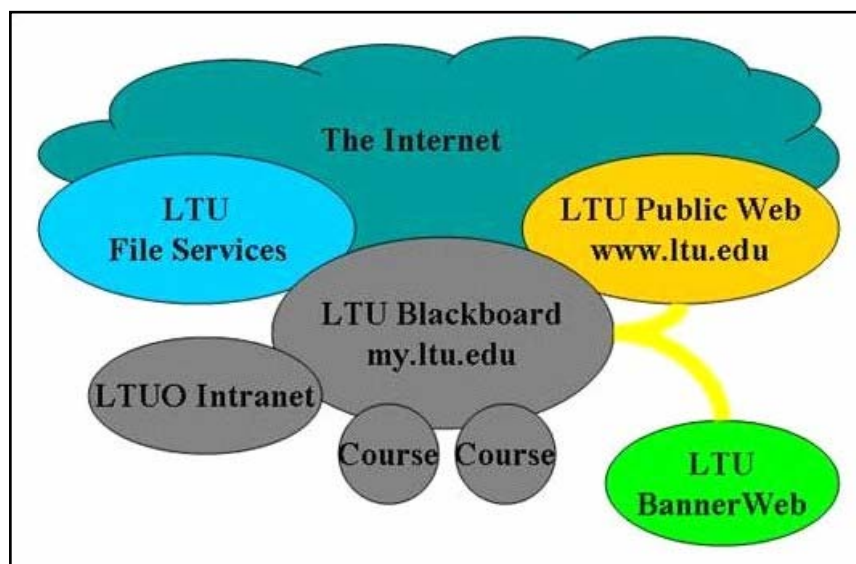 The Internet
LTU
File Services
LTU Public Web
www.ltu.edu
LTU Blackboard
my.ltu.edu
LTUO Intranet
Course
Course
LTU
BannerWeb